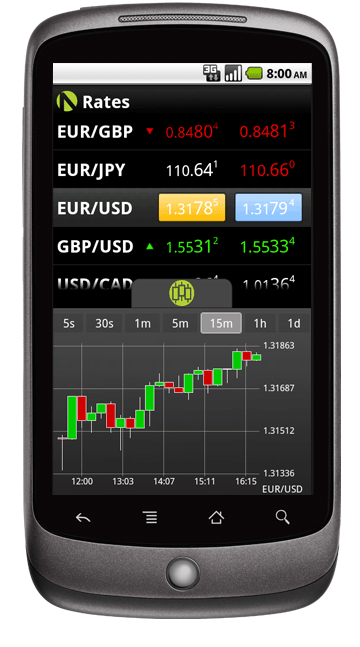 3G 8:00 AM
Rates
EUR/GBP 0.8480⁴ 0.8481³
EUR/JPY 110.64¹ 110.66⁰
EUR/USD 1.3178⁵ 1.3179⁴
GBP/USD 1.5531² 1.5533⁴
USD/CAD 1.0136⁴
5s 30s 1m 5m 15m 1h 1d
1.31863
1.31687
1.31512
1.31336
12:00 13:03 14:07 15:11 16:15
EUR/USD